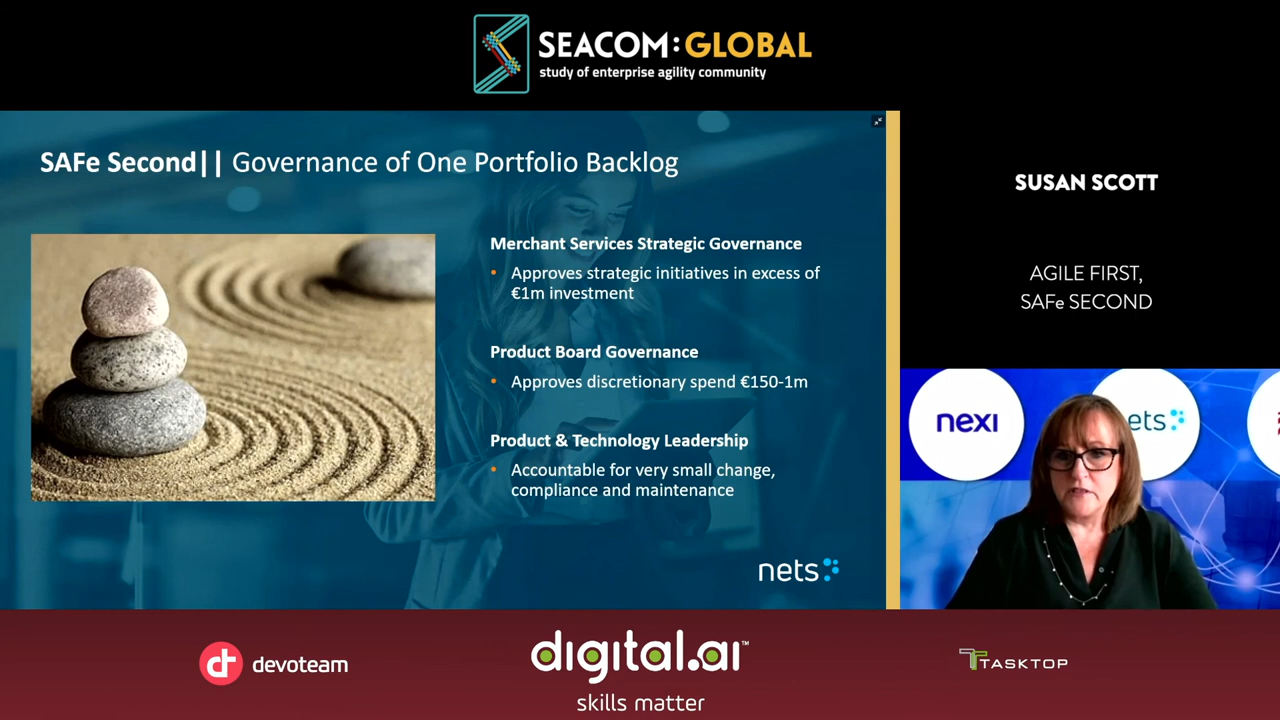 SEACOM:GLOBAL
study of enterprise agility community
SAFe Second|| Governance of One Portfolio Backlog
Merchant Services Strategic Governance
• Approves strategic initiatives in excess of
€1m investment
Product Board Governance
• Approves discretionary spend €150-1m
Product & Technology Leadership
• Accountable for very small change,
compliance and maintenance
nets
SUSAN SCOTT
AGILE FIRST,
SAFe SECOND
nexi
ets
devoteam
digital.ai™
skills matter
TASKTOP